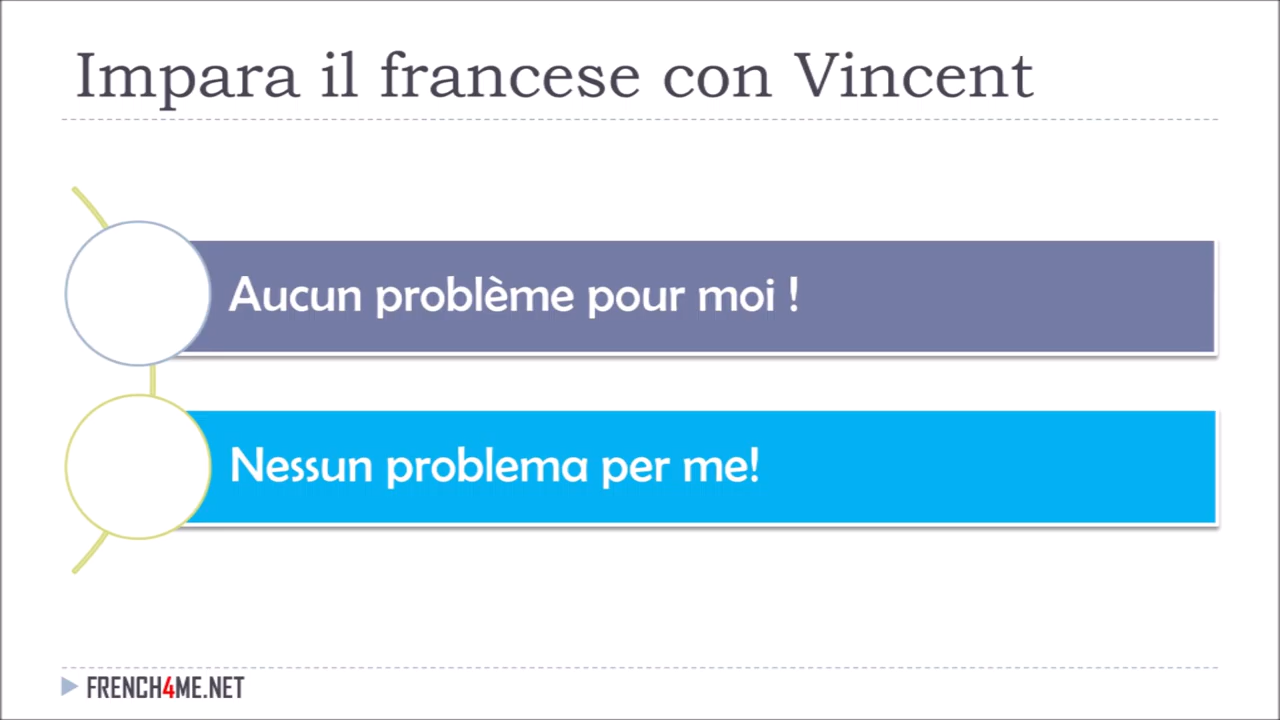 Impara il francese con Vincent
Aucun problème pour moi !
Nessun problema per me!
FRENCH4ME.NET